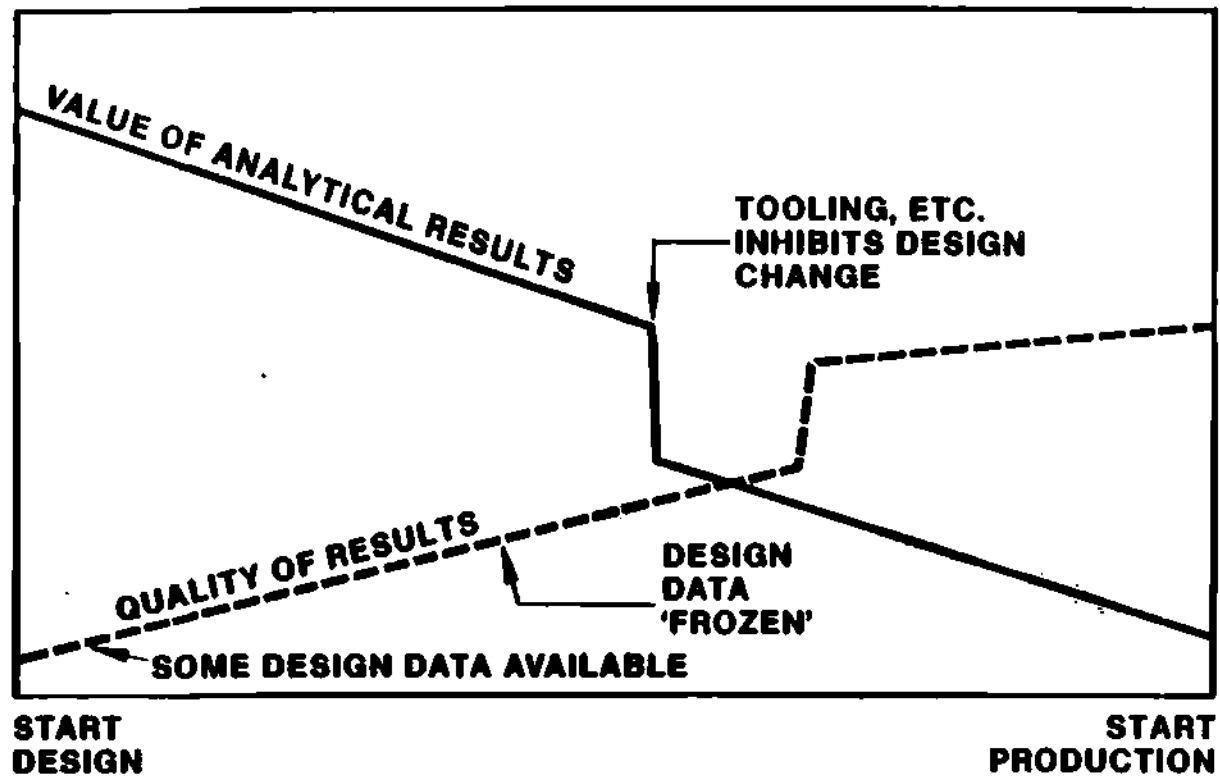 VALUE OF ANALYTICAL RESULTS
TOOLING, ETC.
INHIBITS DESIGN
CHANGE
QUALITY OF RESULTS
DESIGN
DATA
'FROZEN'
SOME DESIGN DATA AVAILABLE
START
DESIGN
START
PRODUCTION